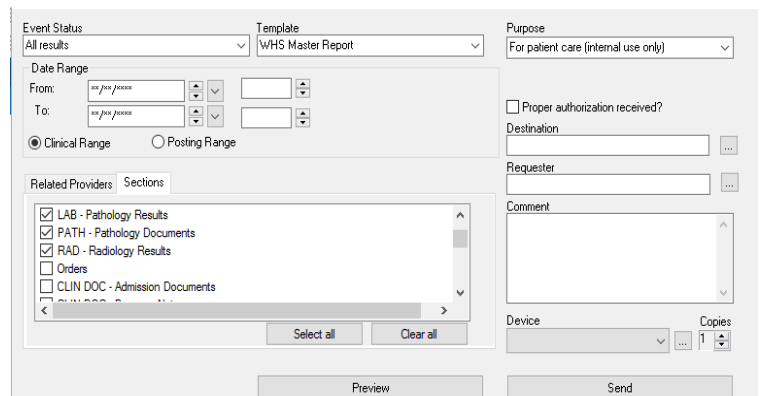 Event Status
Template
Purpose
All results
WHS Master Report
For patient care (internal use only)
Date Range
From:
**/**/****
To:
**/**/****
Clinical Range
Posting Range
Proper authorization received?
Destination
...
Requester
...
Related Providers
Sections
LAB - Pathology Results
PATH - Pathology Documents
RAD - Radiology Results
Orders
CLIN DOC - Admission Documents
Comment
Select all
Clear all
Device
Copies
...
1
Preview
Send